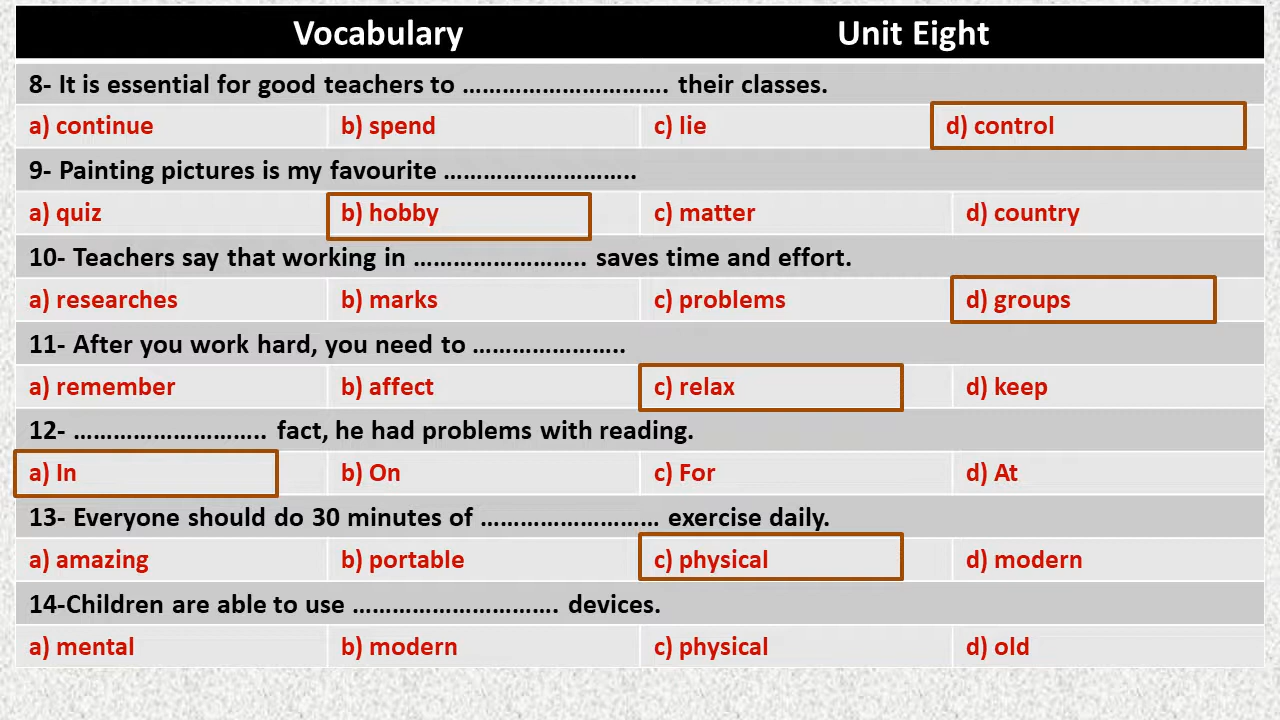 Vocabulary Unit Eight
8- It is essential for good teachers to …………………………. their classes.
a) continue b) spend c) lie d) control
9- Painting pictures is my favourite ………………………..
a) quiz b) hobby c) matter d) country
10- Teachers say that working in …………………….. saves time and effort.
a) researches b) marks c) problems d) groups
11- After you work hard, you need to …………………..
a) remember b) affect c) relax d) keep
12- ……………………….. fact, he had problems with reading.
a) In b) On c) For d) At
13- Everyone should do 30 minutes of ……………………… exercise daily.
a) amazing b) portable c) physical d) modern
14-Children are able to use …………………………. devices.
a) mental b) modern c) physical d) old